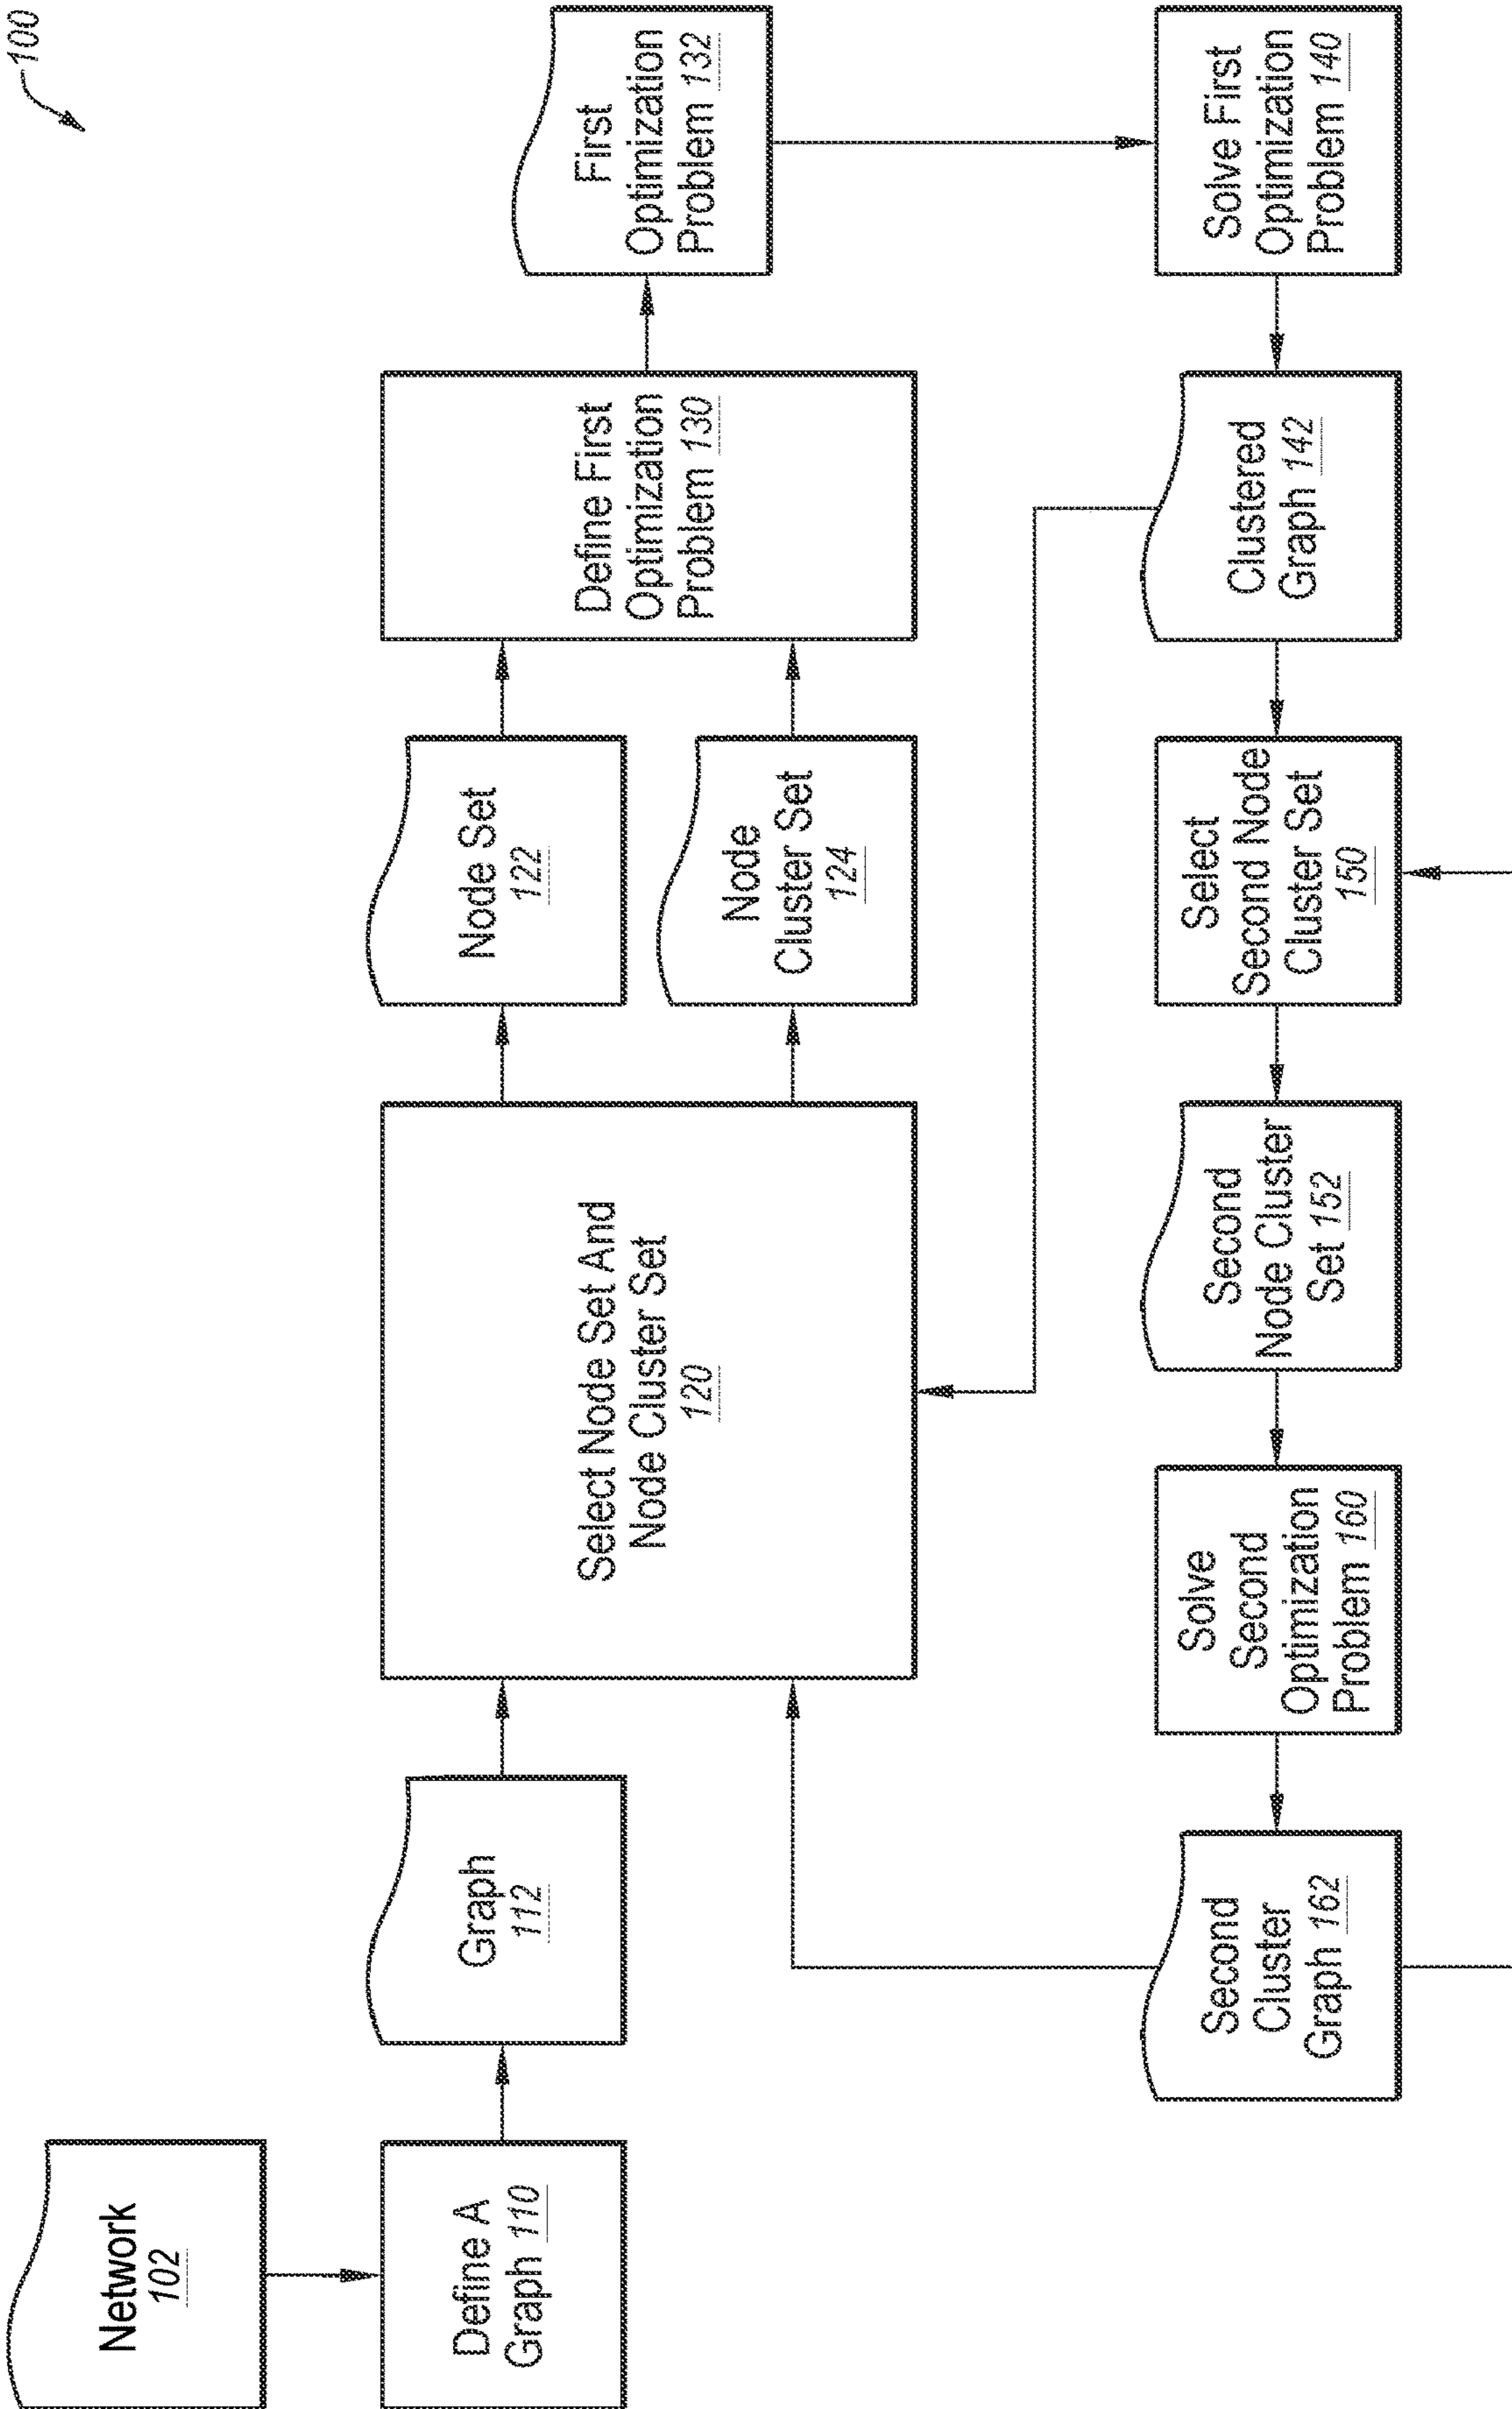 100
Network
102
Define A
Graph 110
Graph
112
Select Node Set And
Node Cluster Set
120
Node Set
122
Node
Cluster Set
124
Define First
Optimization
Problem 130
First
Optimization
Problem 132
Solve First
Optimization
Problem 140
Clustered
Graph 142
Select
Second Node
Cluster Set
150
Second
Node Cluster
Set 152
Solve
Second
Optimization
Problem 160
Second
Cluster
Graph 162